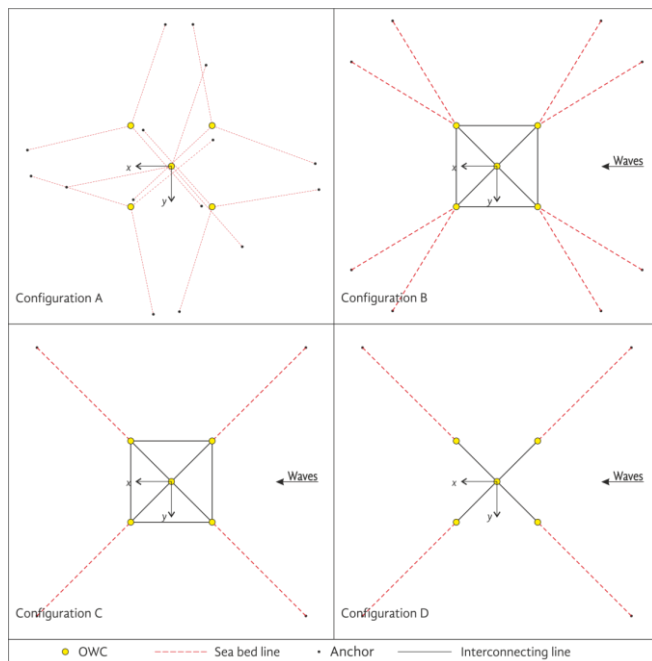 x
y
Configuration A
x
y
Waves
Configuration B
x
y
Waves
Configuration C
x
y
Waves
Configuration D
OWC
Sea bed line
Anchor
Interconnecting line